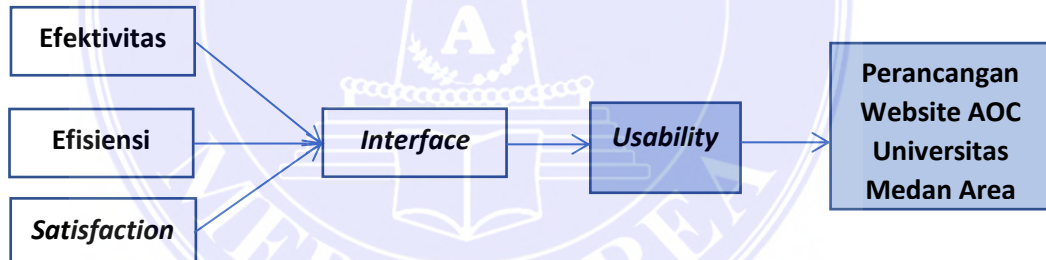 Efektivitas
Efisiensi
Satisfaction
Interface
Usability
Perancangan
Website AOC
Universitas
Medan Area
A